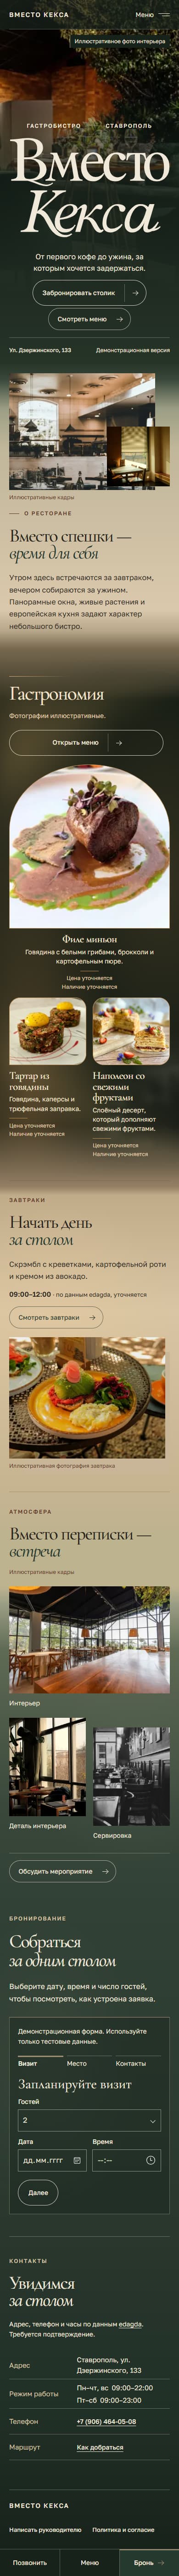 ВМЕСТО КЕКСА
Меню
Иллюстративное фото интерьера
ГАСТРОБИСТРО СТАВРОПОЛЬ
Вместо
Кекса
От первого кофе до ужина, за
которым хочется задержаться.
Забронировать столик →
Смотреть меню →
Ул. Дзержинского, 133
Демонстрационная версия
Иллюстративные кадры
О РЕСТОРАНЕ
Вместо спешки —
время для себя
Утром здесь встречаются за завтраком,
вечером собираются за ужином.
Панорамные окна, живые растения и
европейская кухня задают характер
небольшого бистро.
Гастрономия
Фотографии иллюстративные.
Открыть меню →
Филе миньон
Говядина с белыми грибами, брокколи и
картофельным пюре.
Цена уточняется
Наличие уточняется
Тартар из
говядины
Говядина, каперсы и
трюфельная заправка.
Цена уточняется
Наличие уточняется
Наполеон со
свежими
фруктами
Слоёный десерт,
который дополняют
свежими фруктами.
Цена уточняется
Наличие уточняется
ЗАВТРАКИ
Начать день
за столом
Скрэмбл с креветками, картофельной роти
и кремом из авокадо.
09:00–12:00 · по данным edagda, уточняется
Смотреть завтраки →
Иллюстративная фотография завтрака
АТМОСФЕРА
Вместо переписки —
встреча
Иллюстративные кадры
Интерьер
Деталь интерьера
Сервировка
Обсудить мероприятие →
БРОНИРОВАНИЕ
Собраться
за одним столом
Выберите дату, время и число гостей,
чтобы посмотреть, как устроена заявка.
Демонстрационная форма. Используйте
только тестовые данные.
Визит
Место
Контакты
Запланируйте визит
Гостей
2
Дата
Время
дд.мм.гггг
--:--
Далее
КОНТАКТЫ
Увидимся
за столом
Адрес, телефон и часы по данным edagda.
Требуется подтверждение.
Адрес
Ставрополь, ул.
Дзержинского, 133
Режим работы
Пн–чт, вс 09:00–22:00
Пт–сб 09:00–23:00
Телефон
+7 (906) 464-05-08
Маршрут
Как добраться
ВМЕСТО КЕКСА
Написать руководителю
Политика и согласие
Позвонить
Меню
Бронь →